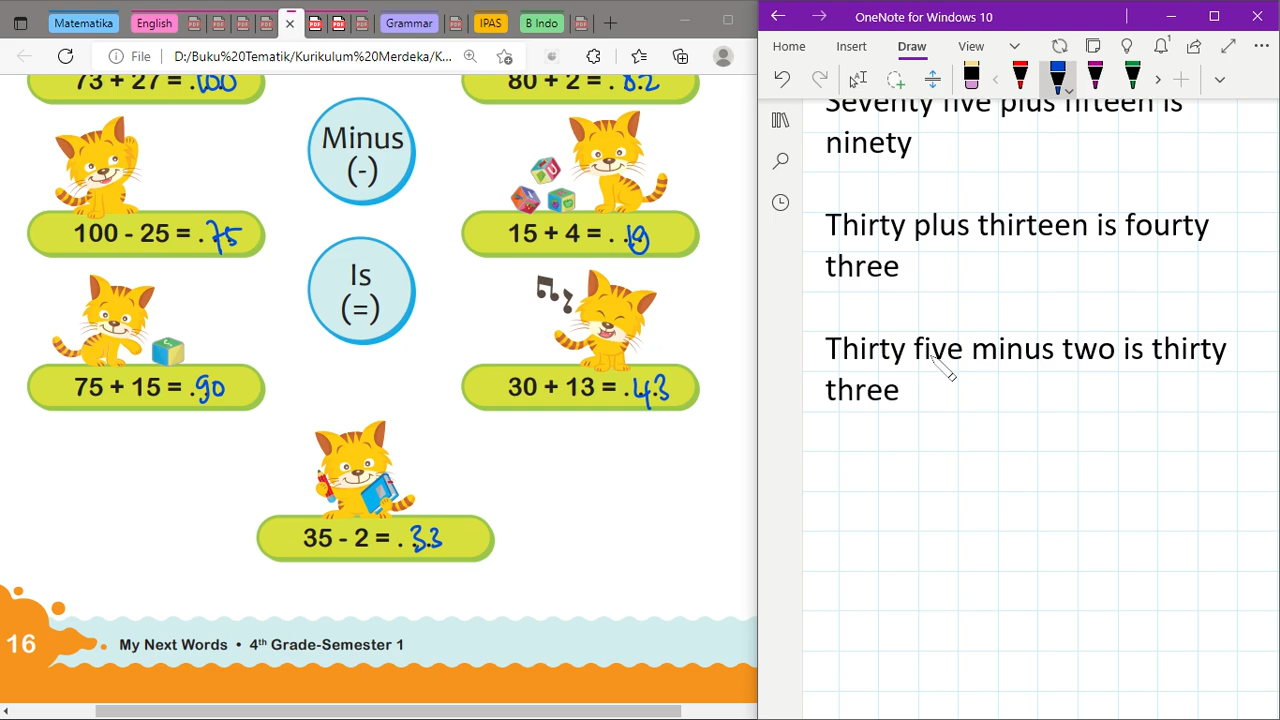 Matematika
English
Grammar
IPAS
B Indo
File
D:/Buku%20Tematik/Kurikulum%20Merdeka/K...
73 + 27 = .100
80 + 2 = . 82
Minus
(-)
100 - 25 = . 75
15 + 4 = . . 19
Is
(=)
75 + 15 = .90
30 + 13 = . 43
35 - 2 = . 33
16
My Next Words • 4th Grade-Semester 1
OneNote for Windows 10
Home
Insert
Draw
View
1
Seventy five plus fifteen is
ninety
Thirty plus thirteen is fourty
three
Thirty five minus two is thirty
three